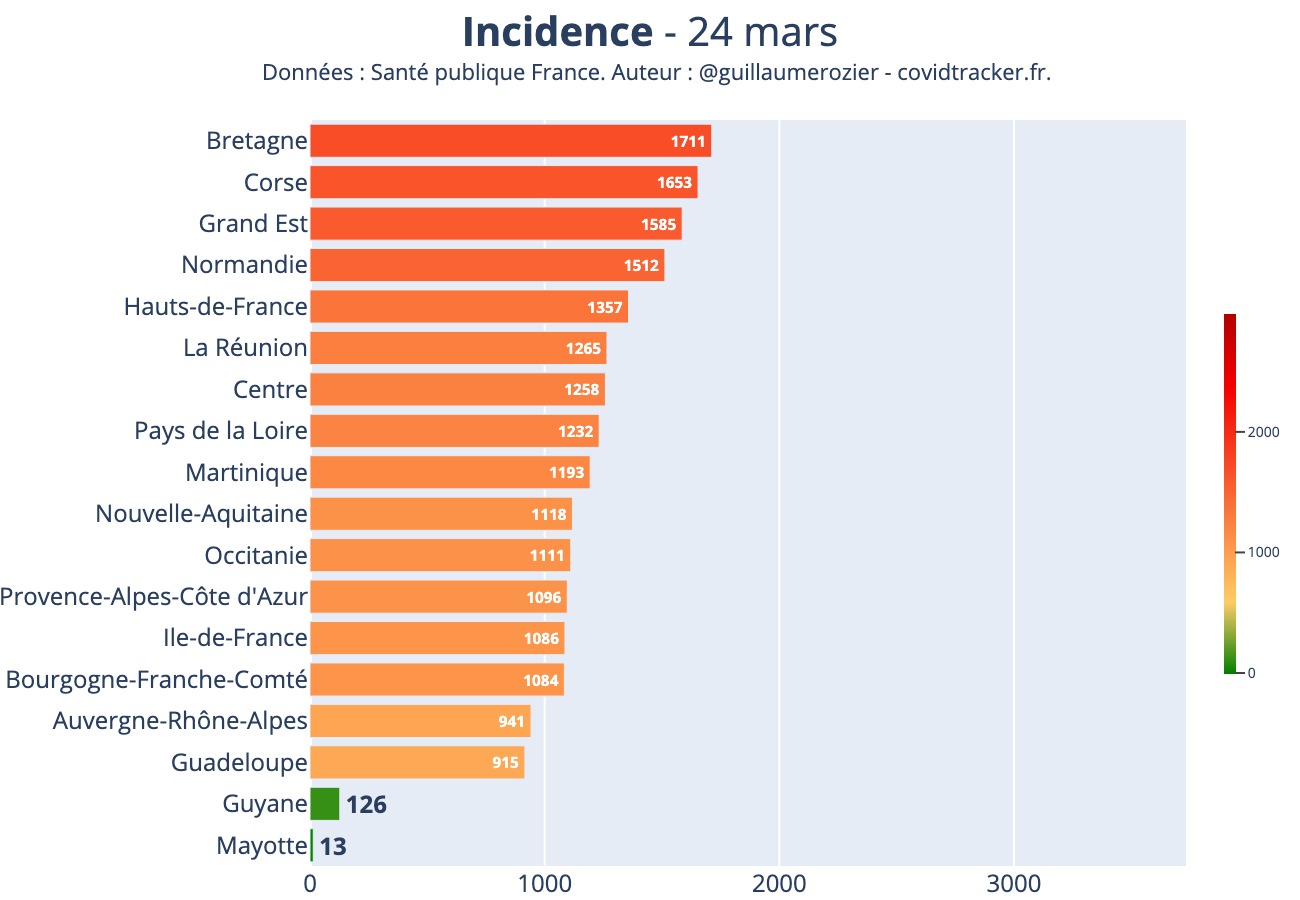 Incidence - 24 mars
Données : Santé publique France. Auteur : @guillaumerozier - covidtracker.fr.
Bretagne 1711
Corse 1653
Grand Est 1585
Normandie 1512
Hauts-de-France 1357
La Réunion 1265
Centre 1258
Pays de la Loire 1232
Martinique 1193
Nouvelle-Aquitaine 1118
Occitanie 1111
Provence-Alpes-Côte d'Azur 1096
Ile-de-France 1086
Bourgogne-Franche-Comté 1084
Auvergne-Rhône-Alpes 941
Guadeloupe 915
Guyane 126
Mayotte 13
0 1000 2000 3000
2000
1000
0